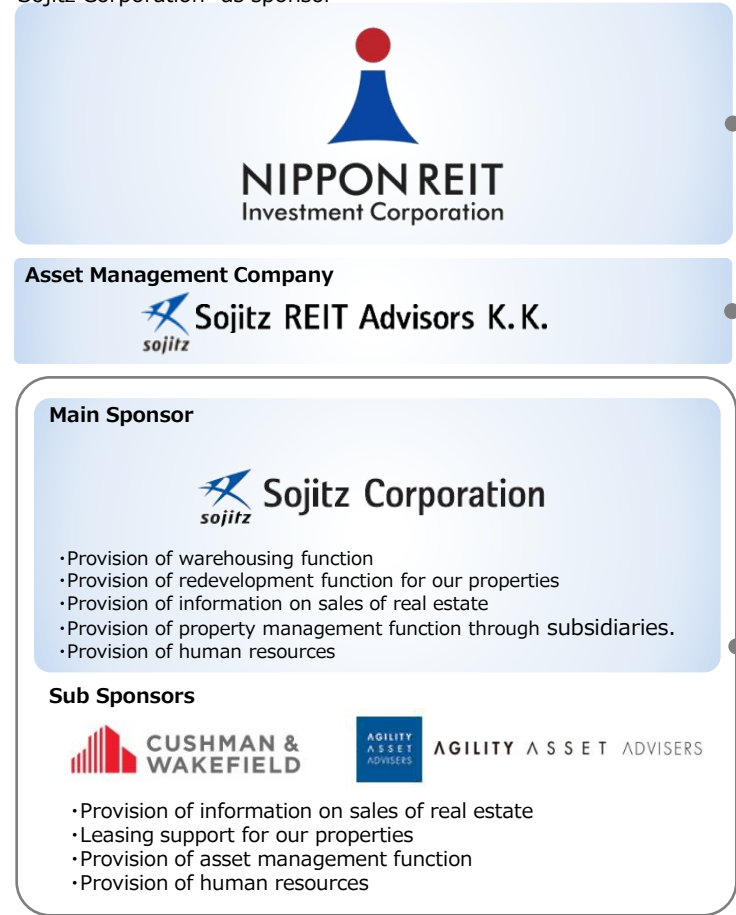 Sojitz Corporation as sponsor
NIPPON REIT
Investment Corporation
Asset Management Company
sojitz
Sojitz REIT Advisors K.K.
Main Sponsor
sojitz
Sojitz Corporation
・Provision of warehousing function
・Provision of redevelopment function for our properties
・Provision of information on sales of real estate
・Provision of property management function through subsidiaries.
・Provision of human resources
Sub Sponsors
CUSHMAN &
WAKEFIELD
AGILITY
ASSET
ADVISERS
AGILITY ASSET ADVISERS
・Provision of information on sales of real estate
・Leasing support for our properties
・Provision of asset management function
・Provision of human resources